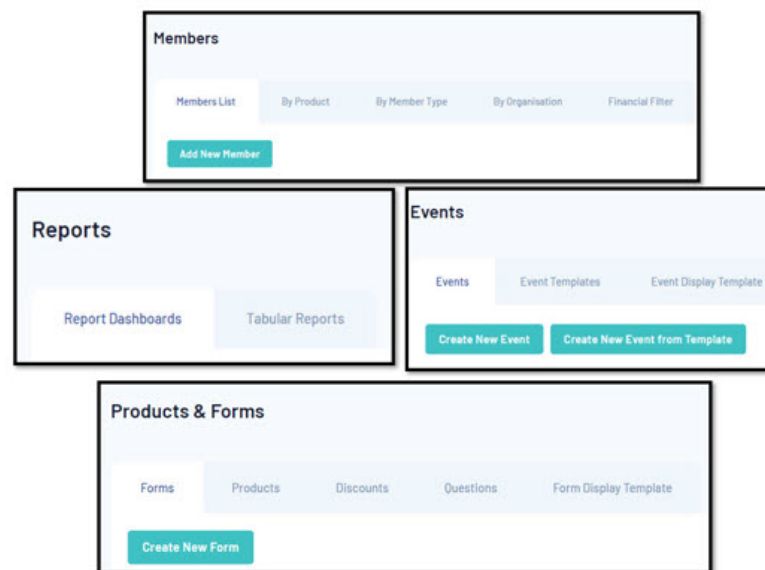 Members
Members List By Product By Member Type By Organisation Financial Filter
Add New Member
Reports
Report Dashboards Tabular Reports
Events
Events Event Templates Event Display Template
Create New Event Create New Event from Template
Products & Forms
Forms Products Discounts Questions Form Display Template
Create New Form